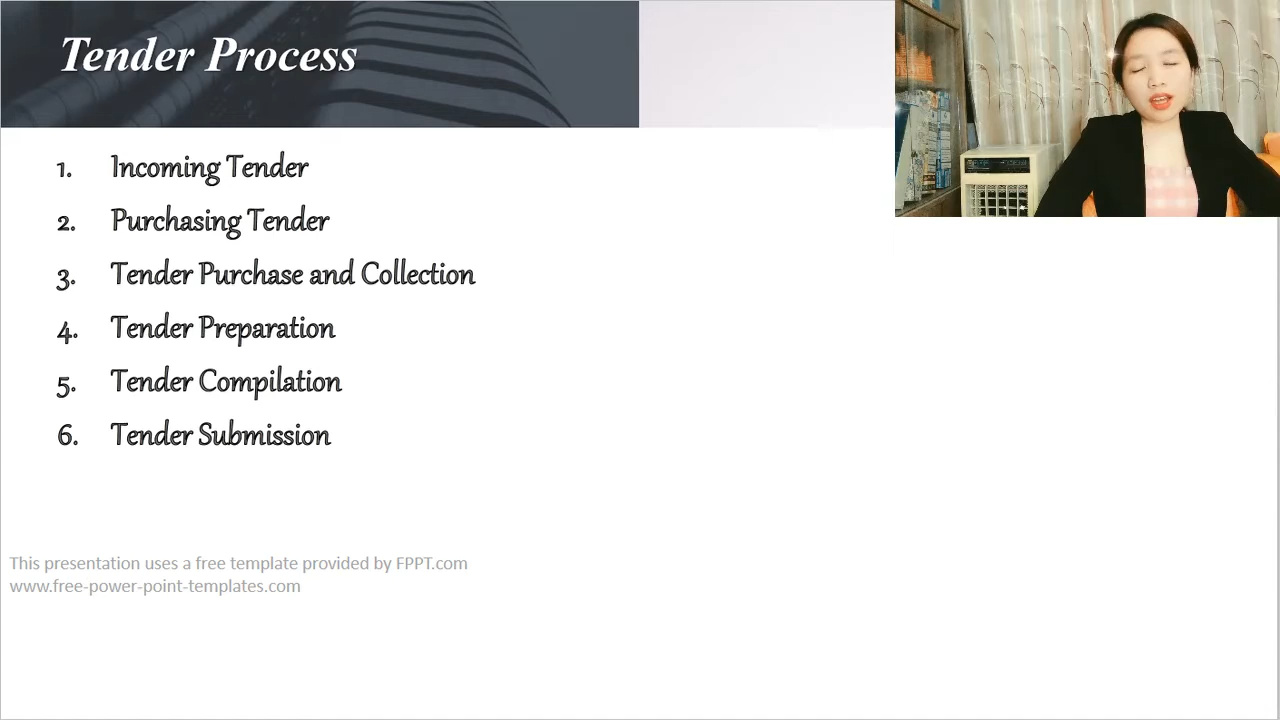 Tender Process
1. Incoming Tender
2. Purchasing Tender
3. Tender Purchase and Collection
4. Tender Preparation
5. Tender Compilation
6. Tender Submission
This presentation uses a free template provided by FPPT.com
www.free-power-point-templates.com